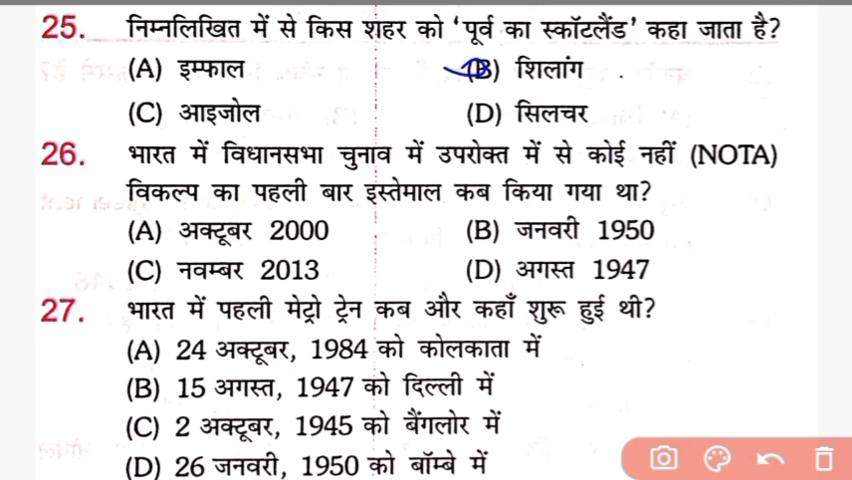 25. निम्नलिखित में से किस शहर को ‘पूर्व का स्कॉटलैंड’ कहा जाता है?
(A) इम्फाल (B) शिलांग
(C) आइजोल (D) सिलचर
26. भारत में विधानसभा चुनाव में उपरोक्त में से कोई नहीं (NOTA)
विकल्प का पहली बार इस्तेमाल कब किया गया था?
(A) अक्टूबर 2000 (B) जनवरी 1950
(C) नवम्बर 2013 (D) अगस्त 1947
27. भारत में पहली मेट्रो ट्रेन कब और कहाँ शुरू हुई थी?
(A) 24 अक्टूबर, 1984 को कोलकाता में
(B) 15 अगस्त, 1947 को दिल्ली में
(C) 2 अक्टूबर, 1945 को बैंगलोर में
(D) 26 जनवरी, 1950 को बॉम्बे में